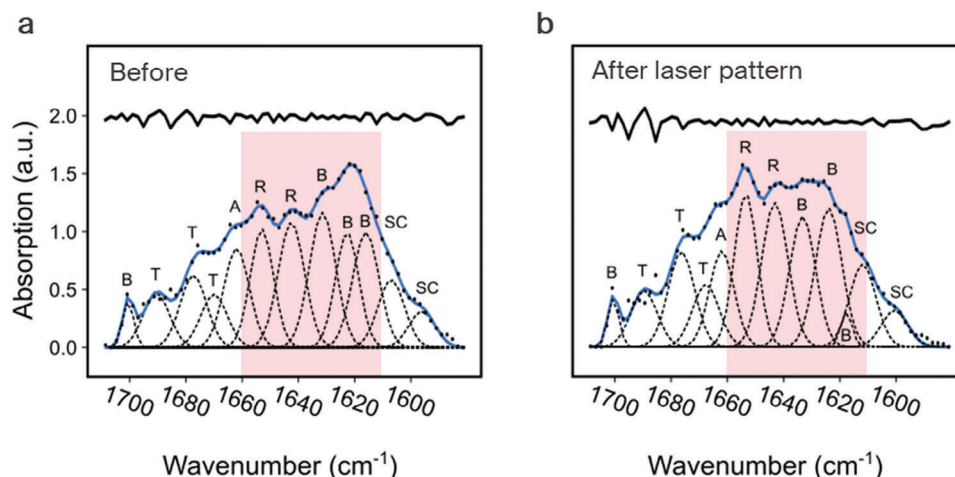 a
Before
2.0
1.5
1.0
0.5
0.0
Absorption (a.u.)
B
T
T
T
A
R
R
B
B
B
SC
SC
1700
1680
1660
1640
1620
1600
Wavenumber (cm⁻¹)
b
After laser pattern
B
T
T
T
A
R
R
B
B
B
SC
SC
1700
1680
1660
1640
1620
1600
Wavenumber (cm⁻¹)